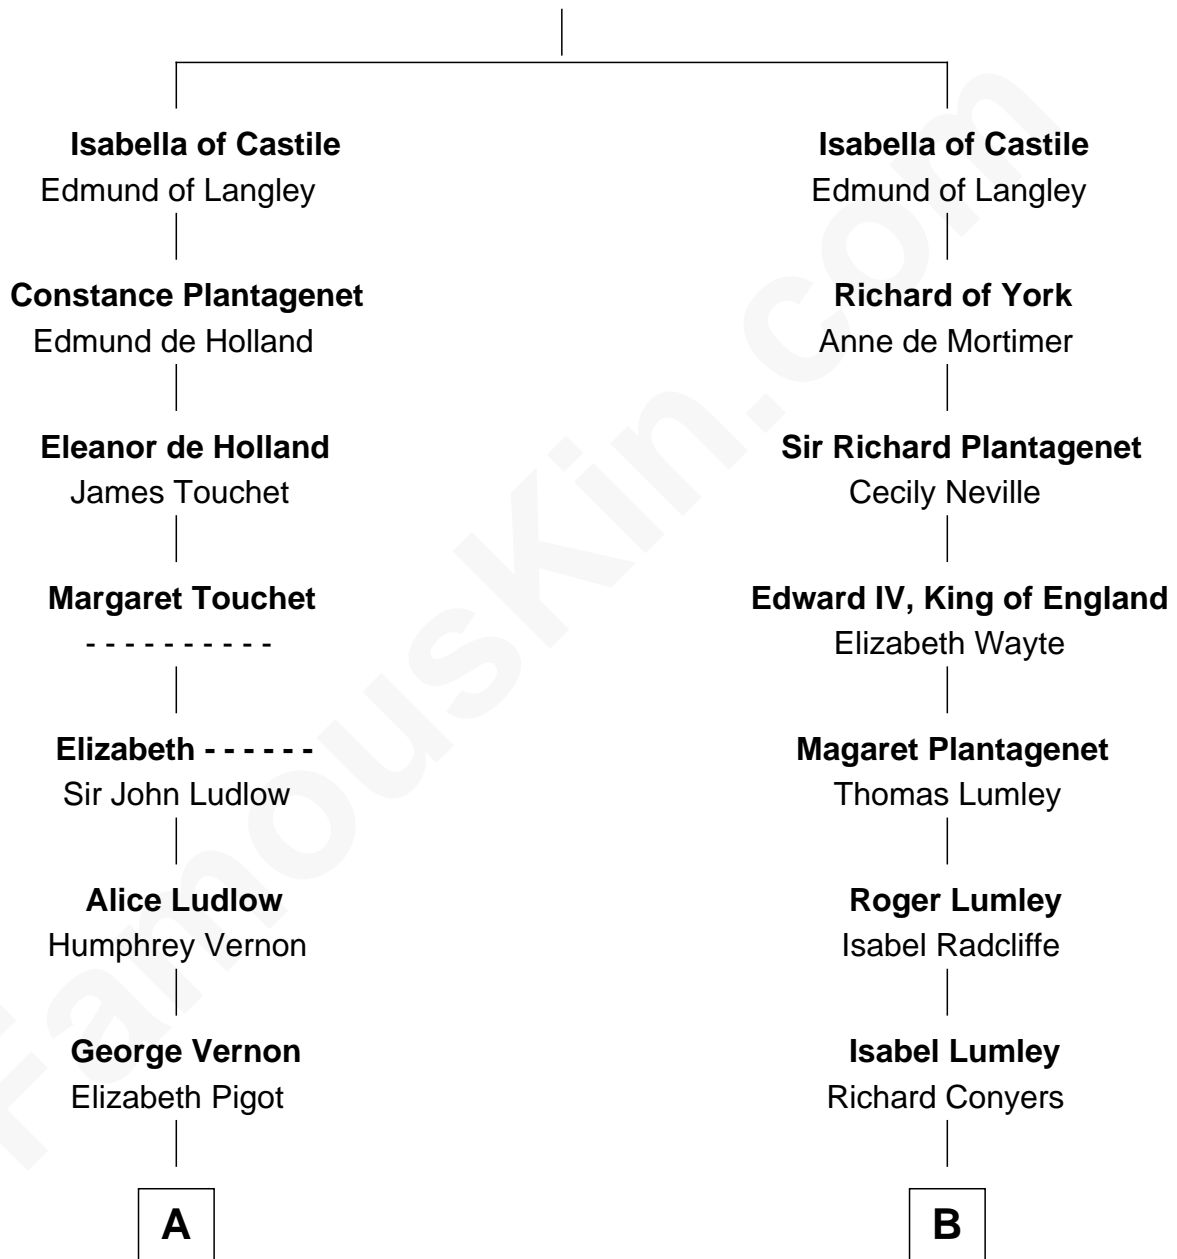 Isabella of Castile
Edmund of Langley
Constance Plantagenet
Edmund de Holland
Eleanor de Holland
James Touchet
Margaret Touchet
- - - - - - - - - -
Elizabeth - - - - - -
Sir John Ludlow
Alice Ludlow
Humphrey Vernon
George Vernon
Elizabeth Pigot
A
Isabella of Castile
Edmund of Langley
Richard of York
Anne de Mortimer
Sir Richard Plantagenet
Cecily Neville
Edward IV, King of England
Elizabeth Wayte
Magaret Plantagenet
Thomas Lumley
Roger Lumley
Isabel Radcliffe
Isabel Lumley
Richard Conyers
B
FamousKin.com